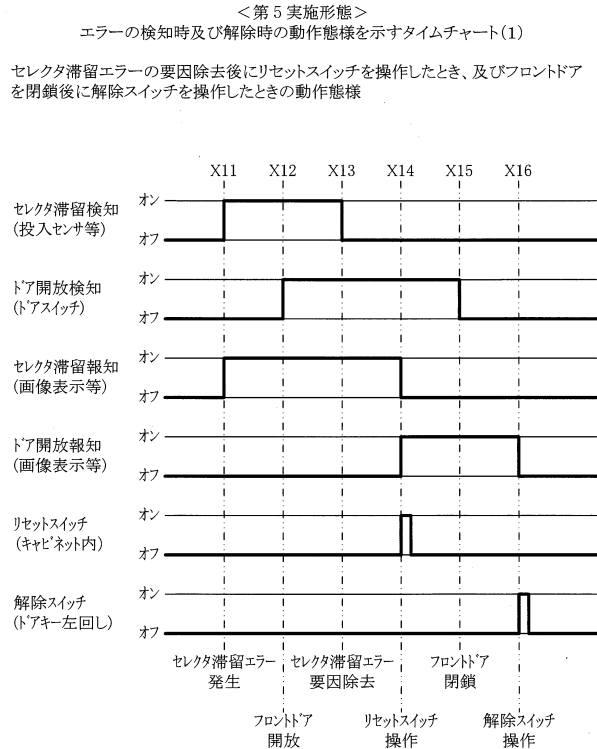 ＜第５実施形態＞
エラーの検知時及び解除時の動作態様を示すタイムチャート(１)
セレクタ滞留エラーの要因除去後にリセットスイッチを操作したとき、及びフロントドア
を閉鎖後に解除スイッチを操作したときの動作態様
X11 X12 X13 X14 X15 X16
セレクタ滞留検知
(投入センサ等)
オン
オフ
ﾄﾞｱ開放検知
(ﾄﾞｱスイッチ)
オン
オフ
セレクタ滞留報知
(画像表示等)
オン
オフ
ﾄﾞｱ開放報知
(画像表示等)
オン
オフ
リセットスイッチ
(キャビﾞネット内)
オン
オフ
解除スイッチ
(ﾄﾞｱキー左回し)
オン
オフ
セレクタ滞留エラー
発生
セレクタ滞留エラー
要因除去
フロントﾄﾞｱ
閉鎖
フロントﾄﾞｱ
開放
リセットスイッチ
操作
解除スイッチ
操作